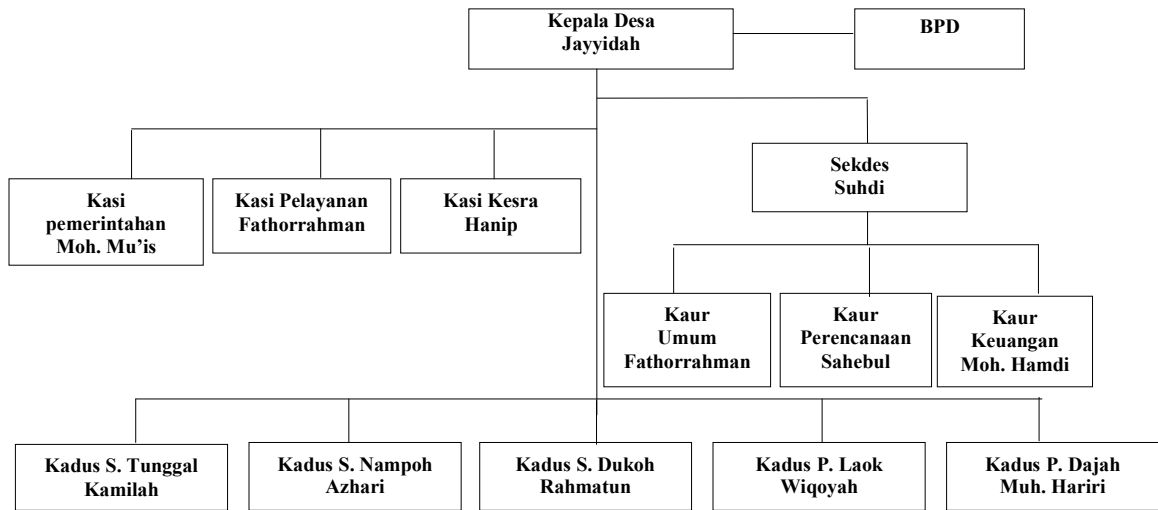 Kepala Desa
Jayyidah
BPD
Sekdes
Suhdi
Kasi
pemerintahan
Moh. Mu’is
Kasi Pelayanan
Fathorrahman
Kasi Kesra
Hanip
Kaur
Umum
Fathorrahman
Kaur
Perencanaan
Sahebul
Kaur
Keuangan
Moh. Hamdi
Kadus S. Tunggal
Kamilah
Kadus S. Nampoh
Azhari
Kadus S. Dukoh
Rahmatun
Kadus P. Laok
Wiqoyah
Kadus P. Dajah
Muh. Hariri